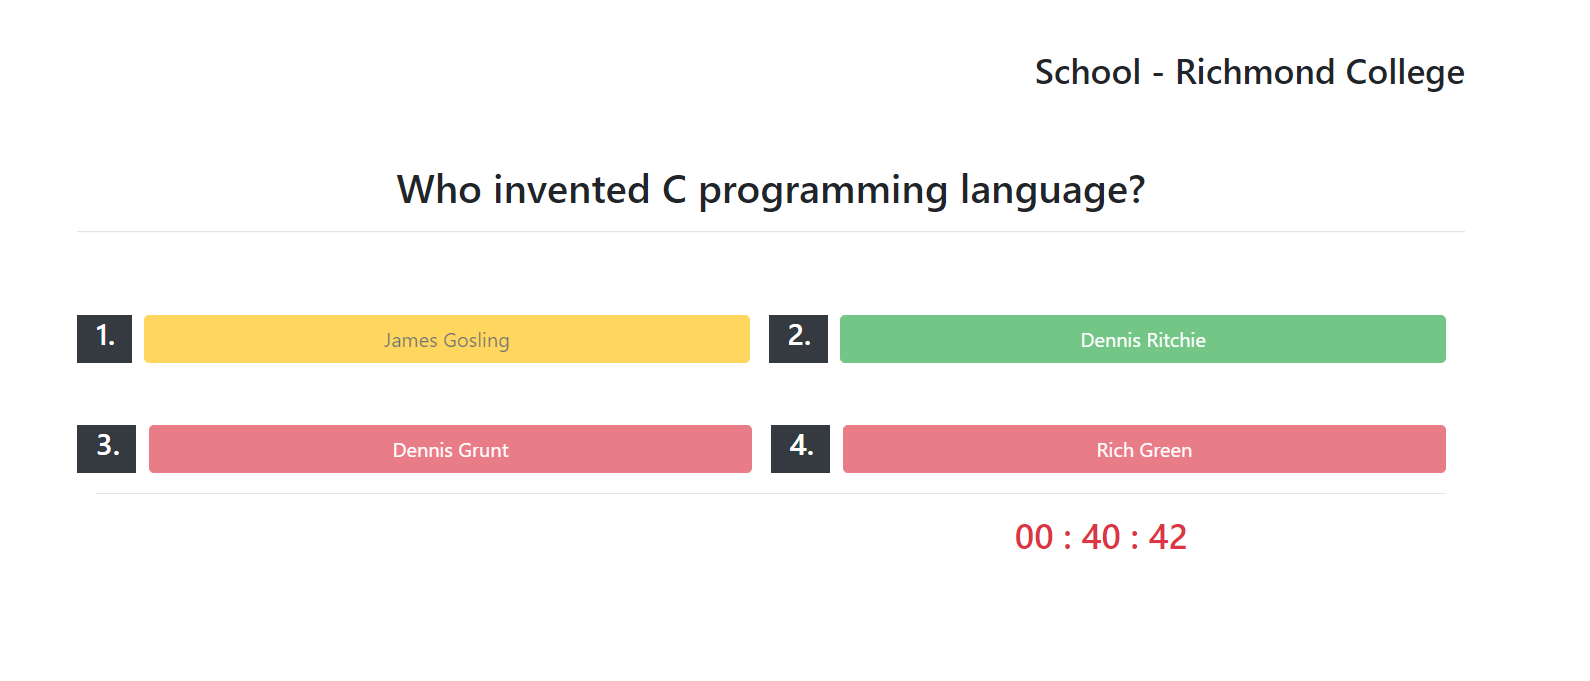 School - Richmond College
Who invented C programming language?
1. James Gosling
2. Dennis Ritchie
3. Dennis Grunt
4. Rich Green
00 : 40 : 42